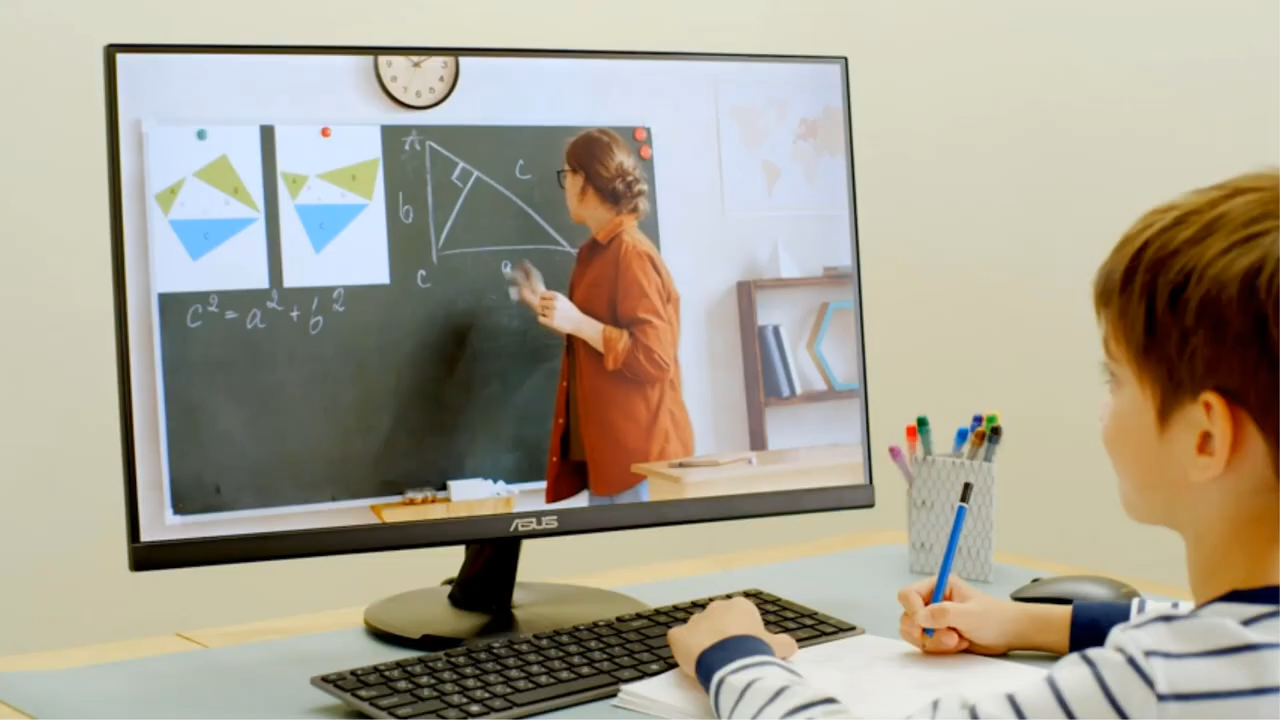 A
c
b
a
c
c² = a² + b²
ASUS